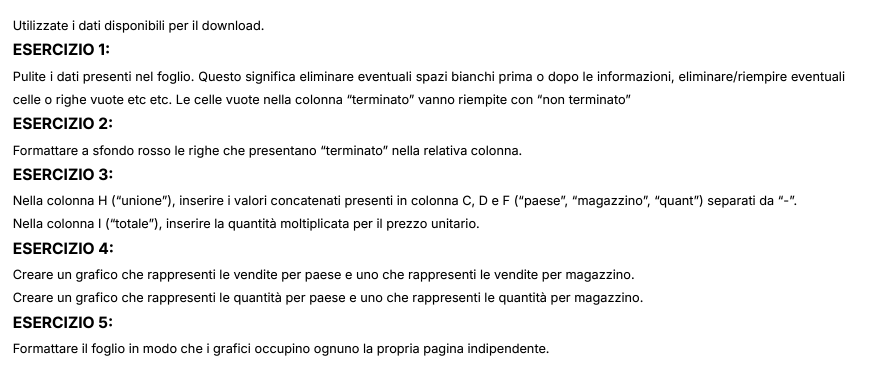 Utilizzate i dati disponibili per il download.
ESERCIZIO 1:
Pulite i dati presenti nel foglio. Questo significa eliminare eventuali spazi bianchi prima o dopo le informazioni, eliminare/riempire eventuali
celle o righe vuote etc etc. Le celle vuote nella colonna “terminato” vanno riempite con “non terminato”
ESERCIZIO 2:
Formattare a sfondo rosso le righe che presentano “terminato” nella relativa colonna.
ESERCIZIO 3:
Nella colonna H (“unione”), inserire i valori concatenati presenti in colonna C, D e F (“paese”, “magazzino”, “quant”) separati da “-”.
Nella colonna I (“totale”), inserire la quantità moltiplicata per il prezzo unitario.
ESERCIZIO 4:
Creare un grafico che rappresenti le vendite per paese e uno che rappresenti le vendite per magazzino.
Creare un grafico che rappresenti le quantità per paese e uno che rappresenti le quantità per magazzino.
ESERCIZIO 5:
Formattare il foglio in modo che i grafici occupino ognuno la propria pagina indipendente.